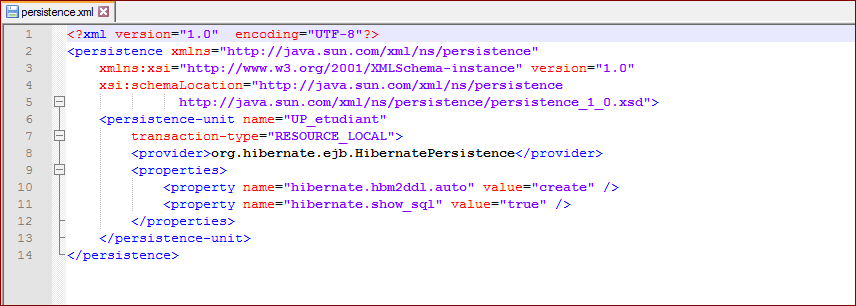 persistence.xml
1 <?xml version="1.0"  encoding="UTF-8"?>
2 <persistence xmlns="http://java.sun.com/xml/ns/persistence"
3     xmlns:xsi="http://www.w3.org/2001/XMLSchema-instance" version="1.0"
4     xsi:schemaLocation="http://java.sun.com/xml/ns/persistence
5               http://java.sun.com/xml/ns/persistence/persistence_1_0.xsd">
6     <persistence-unit name="UP_etudiant"
7         transaction-type="RESOURCE_LOCAL">
8         <provider>org.hibernate.ejb.HibernatePersistence</provider>
9         <properties>
10             <property name="hibernate.hbm2ddl.auto" value="create" />
11             <property name="hibernate.show_sql" value="true" />
12         </properties>
13     </persistence-unit>
14 </persistence>